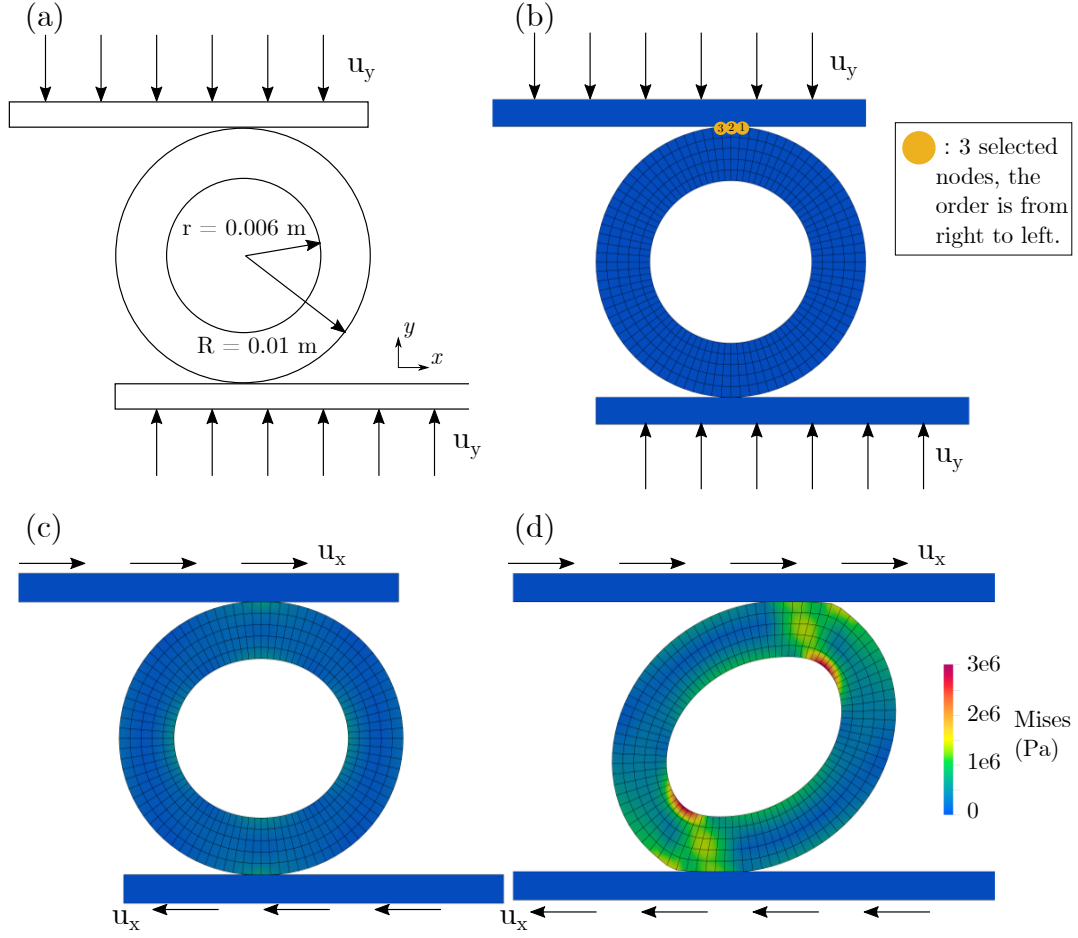 (a)
u_y
r = 0.006 m
R = 0.01 m
y
x
u_y
(b)
u_y
3 2 1
: 3 selected
nodes, the
order is from
right to left.
u_y
(c)
u_x
u_x
(d)
u_x
3e6
2e6
Mises
(Pa)
1e6
0
u_x